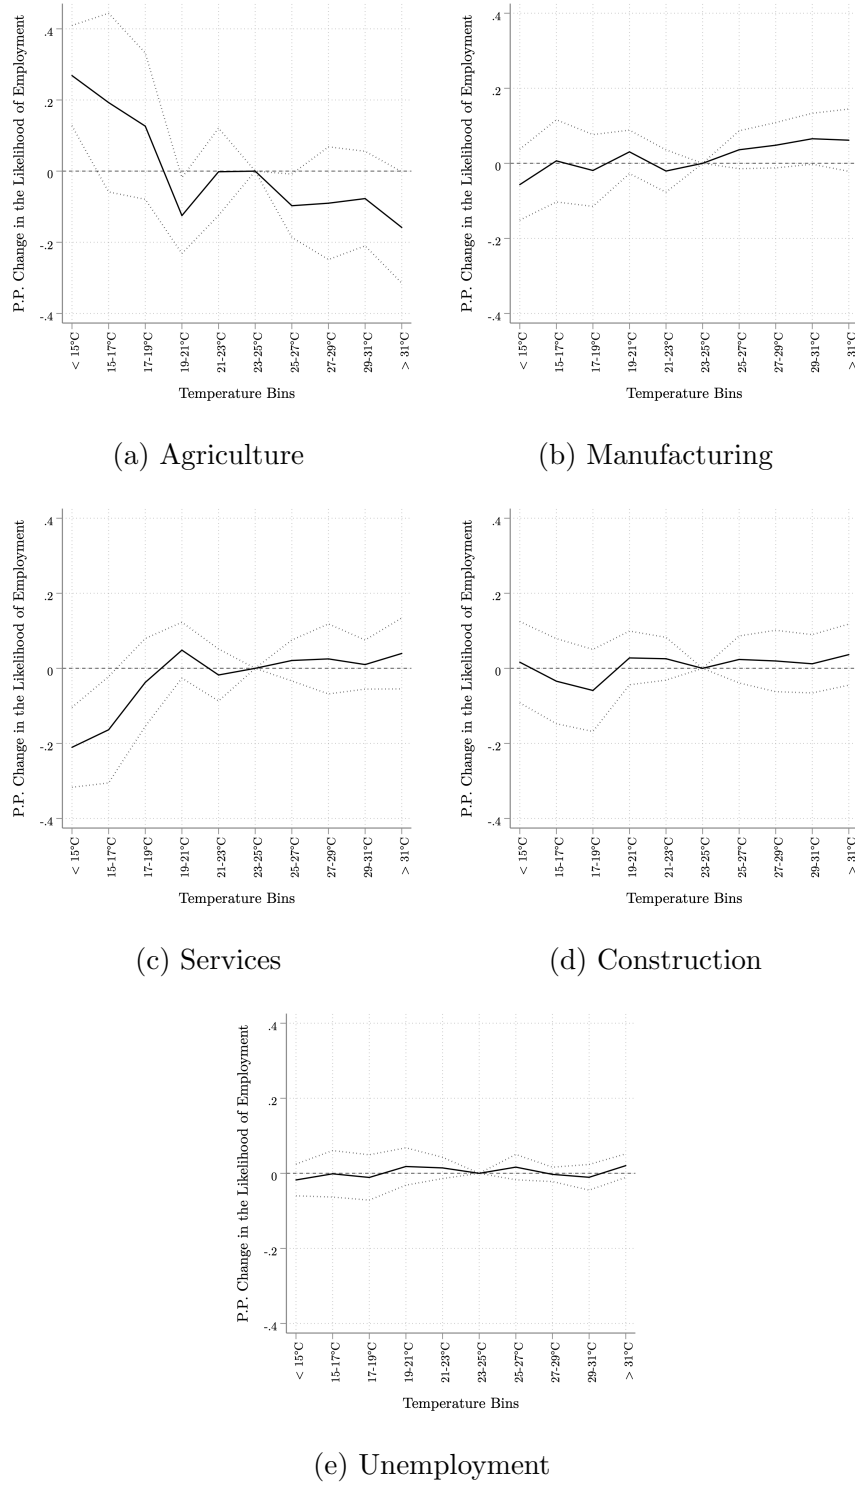 P.P. Change in the Likelihood of Employment
.4
.2
0
-.2
-.4
< 15°C
15-17°C
17-19°C
19-21°C
21-23°C
23-25°C
25-27°C
27-29°C
29-31°C
> 31°C
Temperature Bins
(a) Agriculture
P.P. Change in the Likelihood of Employment
.4
.2
0
-.2
-.4
< 15°C
15-17°C
17-19°C
19-21°C
21-23°C
23-25°C
25-27°C
27-29°C
29-31°C
> 31°C
Temperature Bins
(b) Manufacturing
P.P. Change in the Likelihood of Employment
.4
.2
0
-.2
-.4
< 15°C
15-17°C
17-19°C
19-21°C
21-23°C
23-25°C
25-27°C
27-29°C
29-31°C
> 31°C
Temperature Bins
(c) Services
P.P. Change in the Likelihood of Employment
.4
.2
0
-.2
-.4
< 15°C
15-17°C
17-19°C
19-21°C
21-23°C
23-25°C
25-27°C
27-29°C
29-31°C
> 31°C
Temperature Bins
(d) Construction
P.P. Change in the Likelihood of Employment
.4
.2
0
-.2
-.4
< 15°C
15-17°C
17-19°C
19-21°C
21-23°C
23-25°C
25-27°C
27-29°C
29-31°C
> 31°C
Temperature Bins
(e) Unemployment